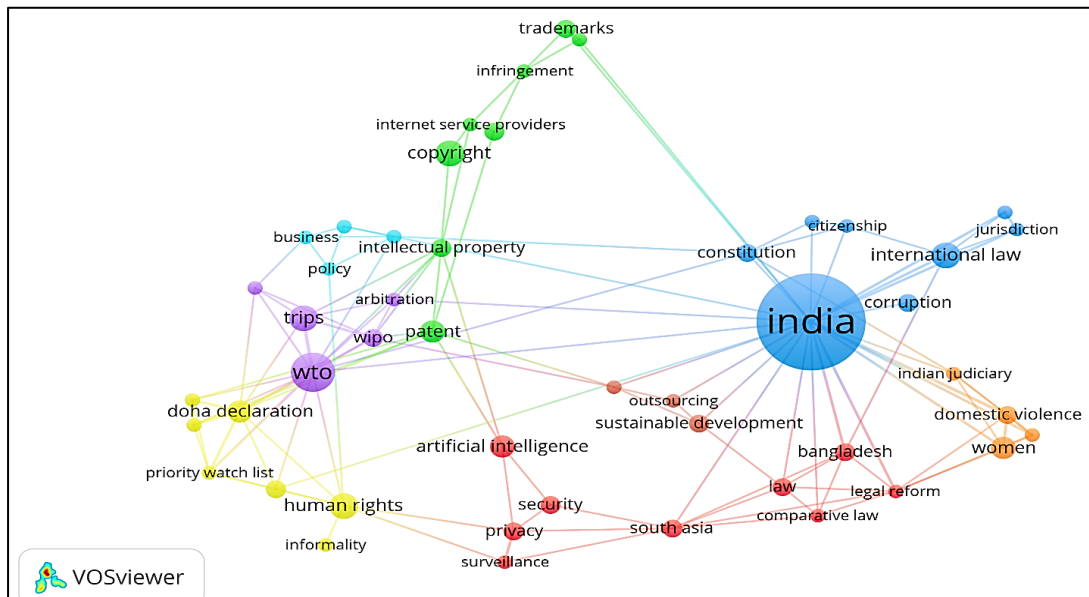 trademarks
infringement
internet service providers
copyright
citizenship
jurisdiction
business
intellectual property
constitution
international law
policy
arbitration
corruption
trips
india
wipo
patent
wto
indian judiciary
outsourcing
doha declaration
domestic violence
sustainable development
artificial intelligence
women
bangladesh
priority watch list
law
legal reform
human rights
security
comparative law
privacy
south asia
informality
surveillance
VOSviewer